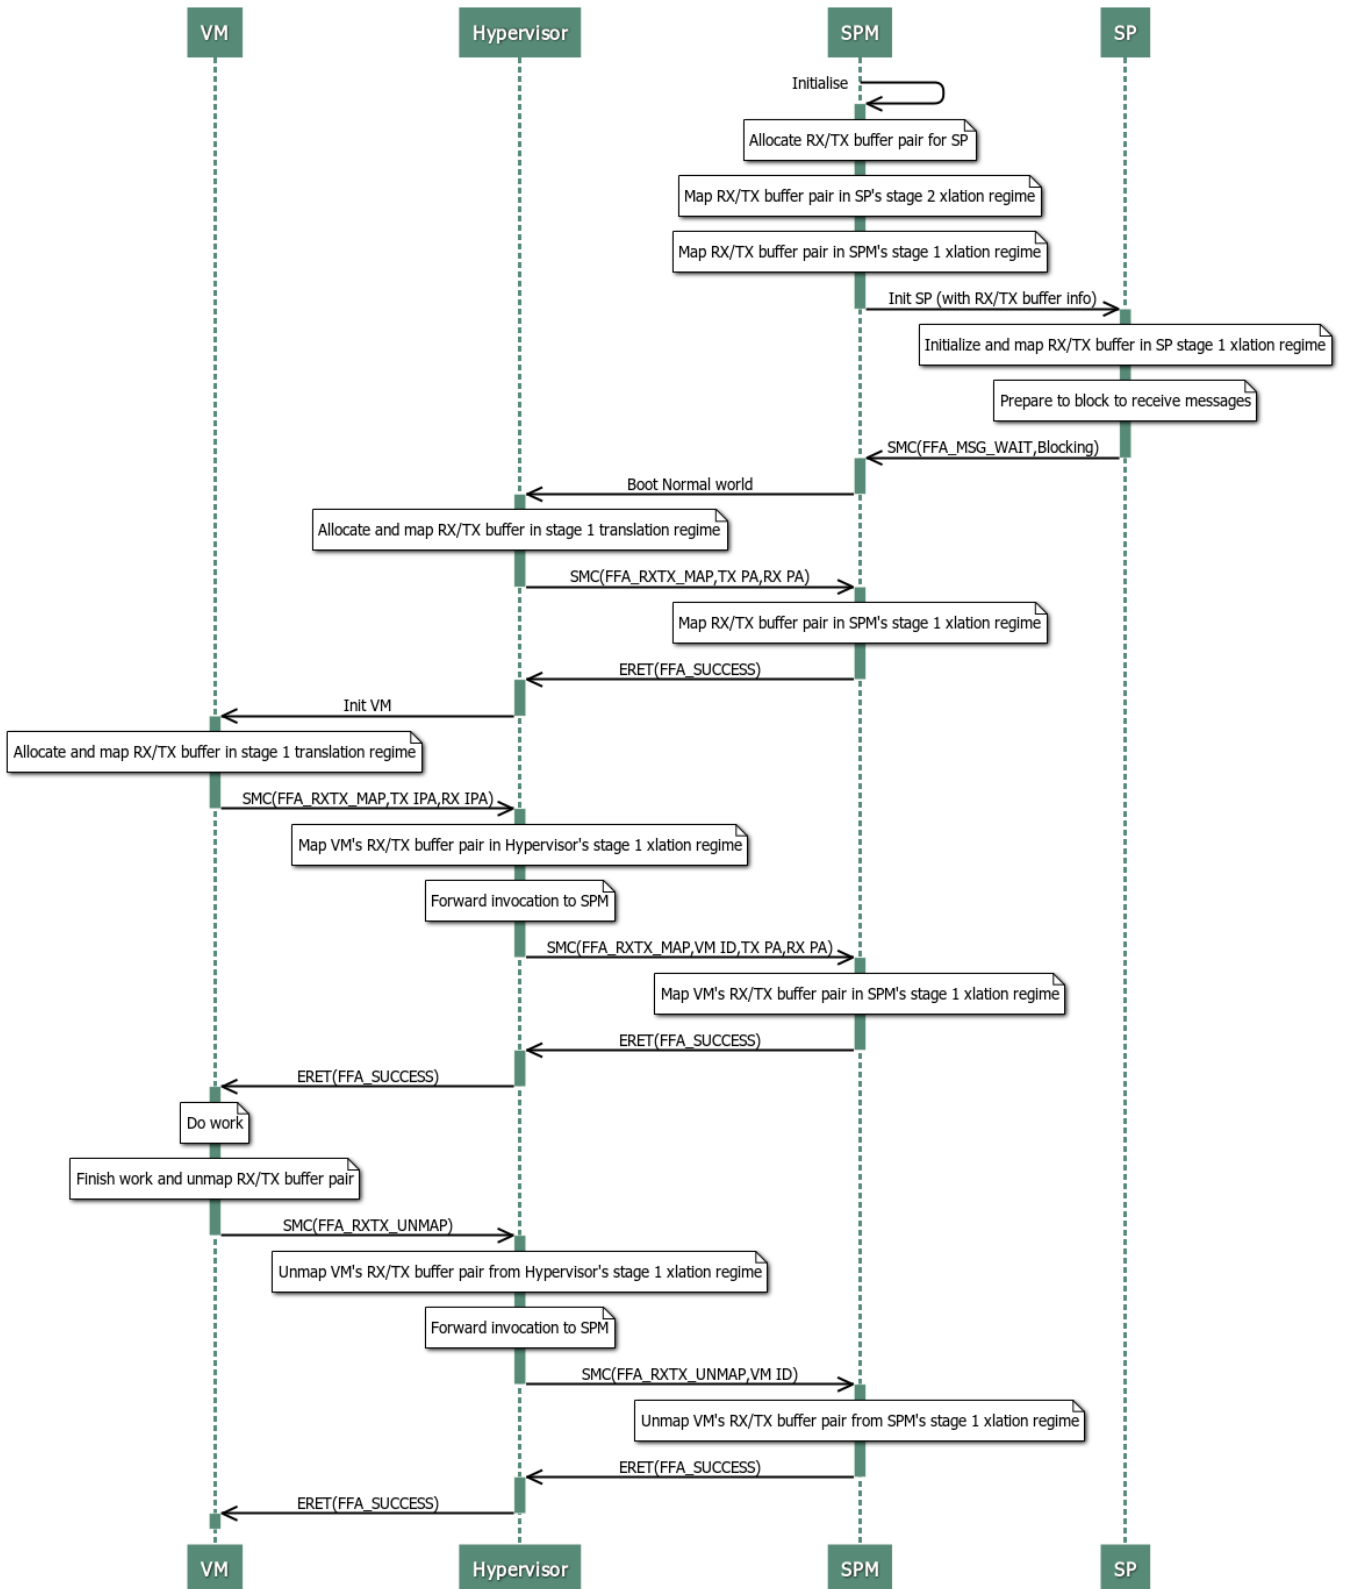 VM Hypervisor SPM SP
Initialise
Allocate RX/TX buffer pair for SP
Map RX/TX buffer pair in SP's stage 2 xlation regime
Map RX/TX buffer pair in SPM's stage 1 xlation regime
Init SP (with RX/TX buffer info)
Initialize and map RX/TX buffer in SP stage 1 xlation regime
Prepare to block to receive messages
SMC(FFA_MSG_WAIT,Blocking)
Boot Normal world
Allocate and map RX/TX buffer in stage 1 translation regime
SMC(FFA_RXTX_MAP,TX PA,RX PA)
Map RX/TX buffer pair in SPM's stage 1 xlation regime
ERET(FFA_SUCCESS)
Init VM
Allocate and map RX/TX buffer in stage 1 translation regime
SMC(FFA_RXTX_MAP,TX IPA,RX IPA)
Map VM's RX/TX buffer pair in Hypervisor's stage 1 xlation regime
Forward invocation to SPM
SMC(FFA_RXTX_MAP,VM ID,TX PA,RX PA)
Map VM's RX/TX buffer pair in SPM's stage 1 xlation regime
ERET(FFA_SUCCESS)
ERET(FFA_SUCCESS)
Do work
Finish work and unmap RX/TX buffer pair
SMC(FFA_RXTX_UNMAP)
Unmap VM's RX/TX buffer pair from Hypervisor's stage 1 xlation regime
Forward invocation to SPM
SMC(FFA_RXTX_UNMAP,VM ID)
Unmap VM's RX/TX buffer pair from SPM's stage 1 xlation regime
ERET(FFA_SUCCESS)
ERET(FFA_SUCCESS)
VM Hypervisor SPM SP